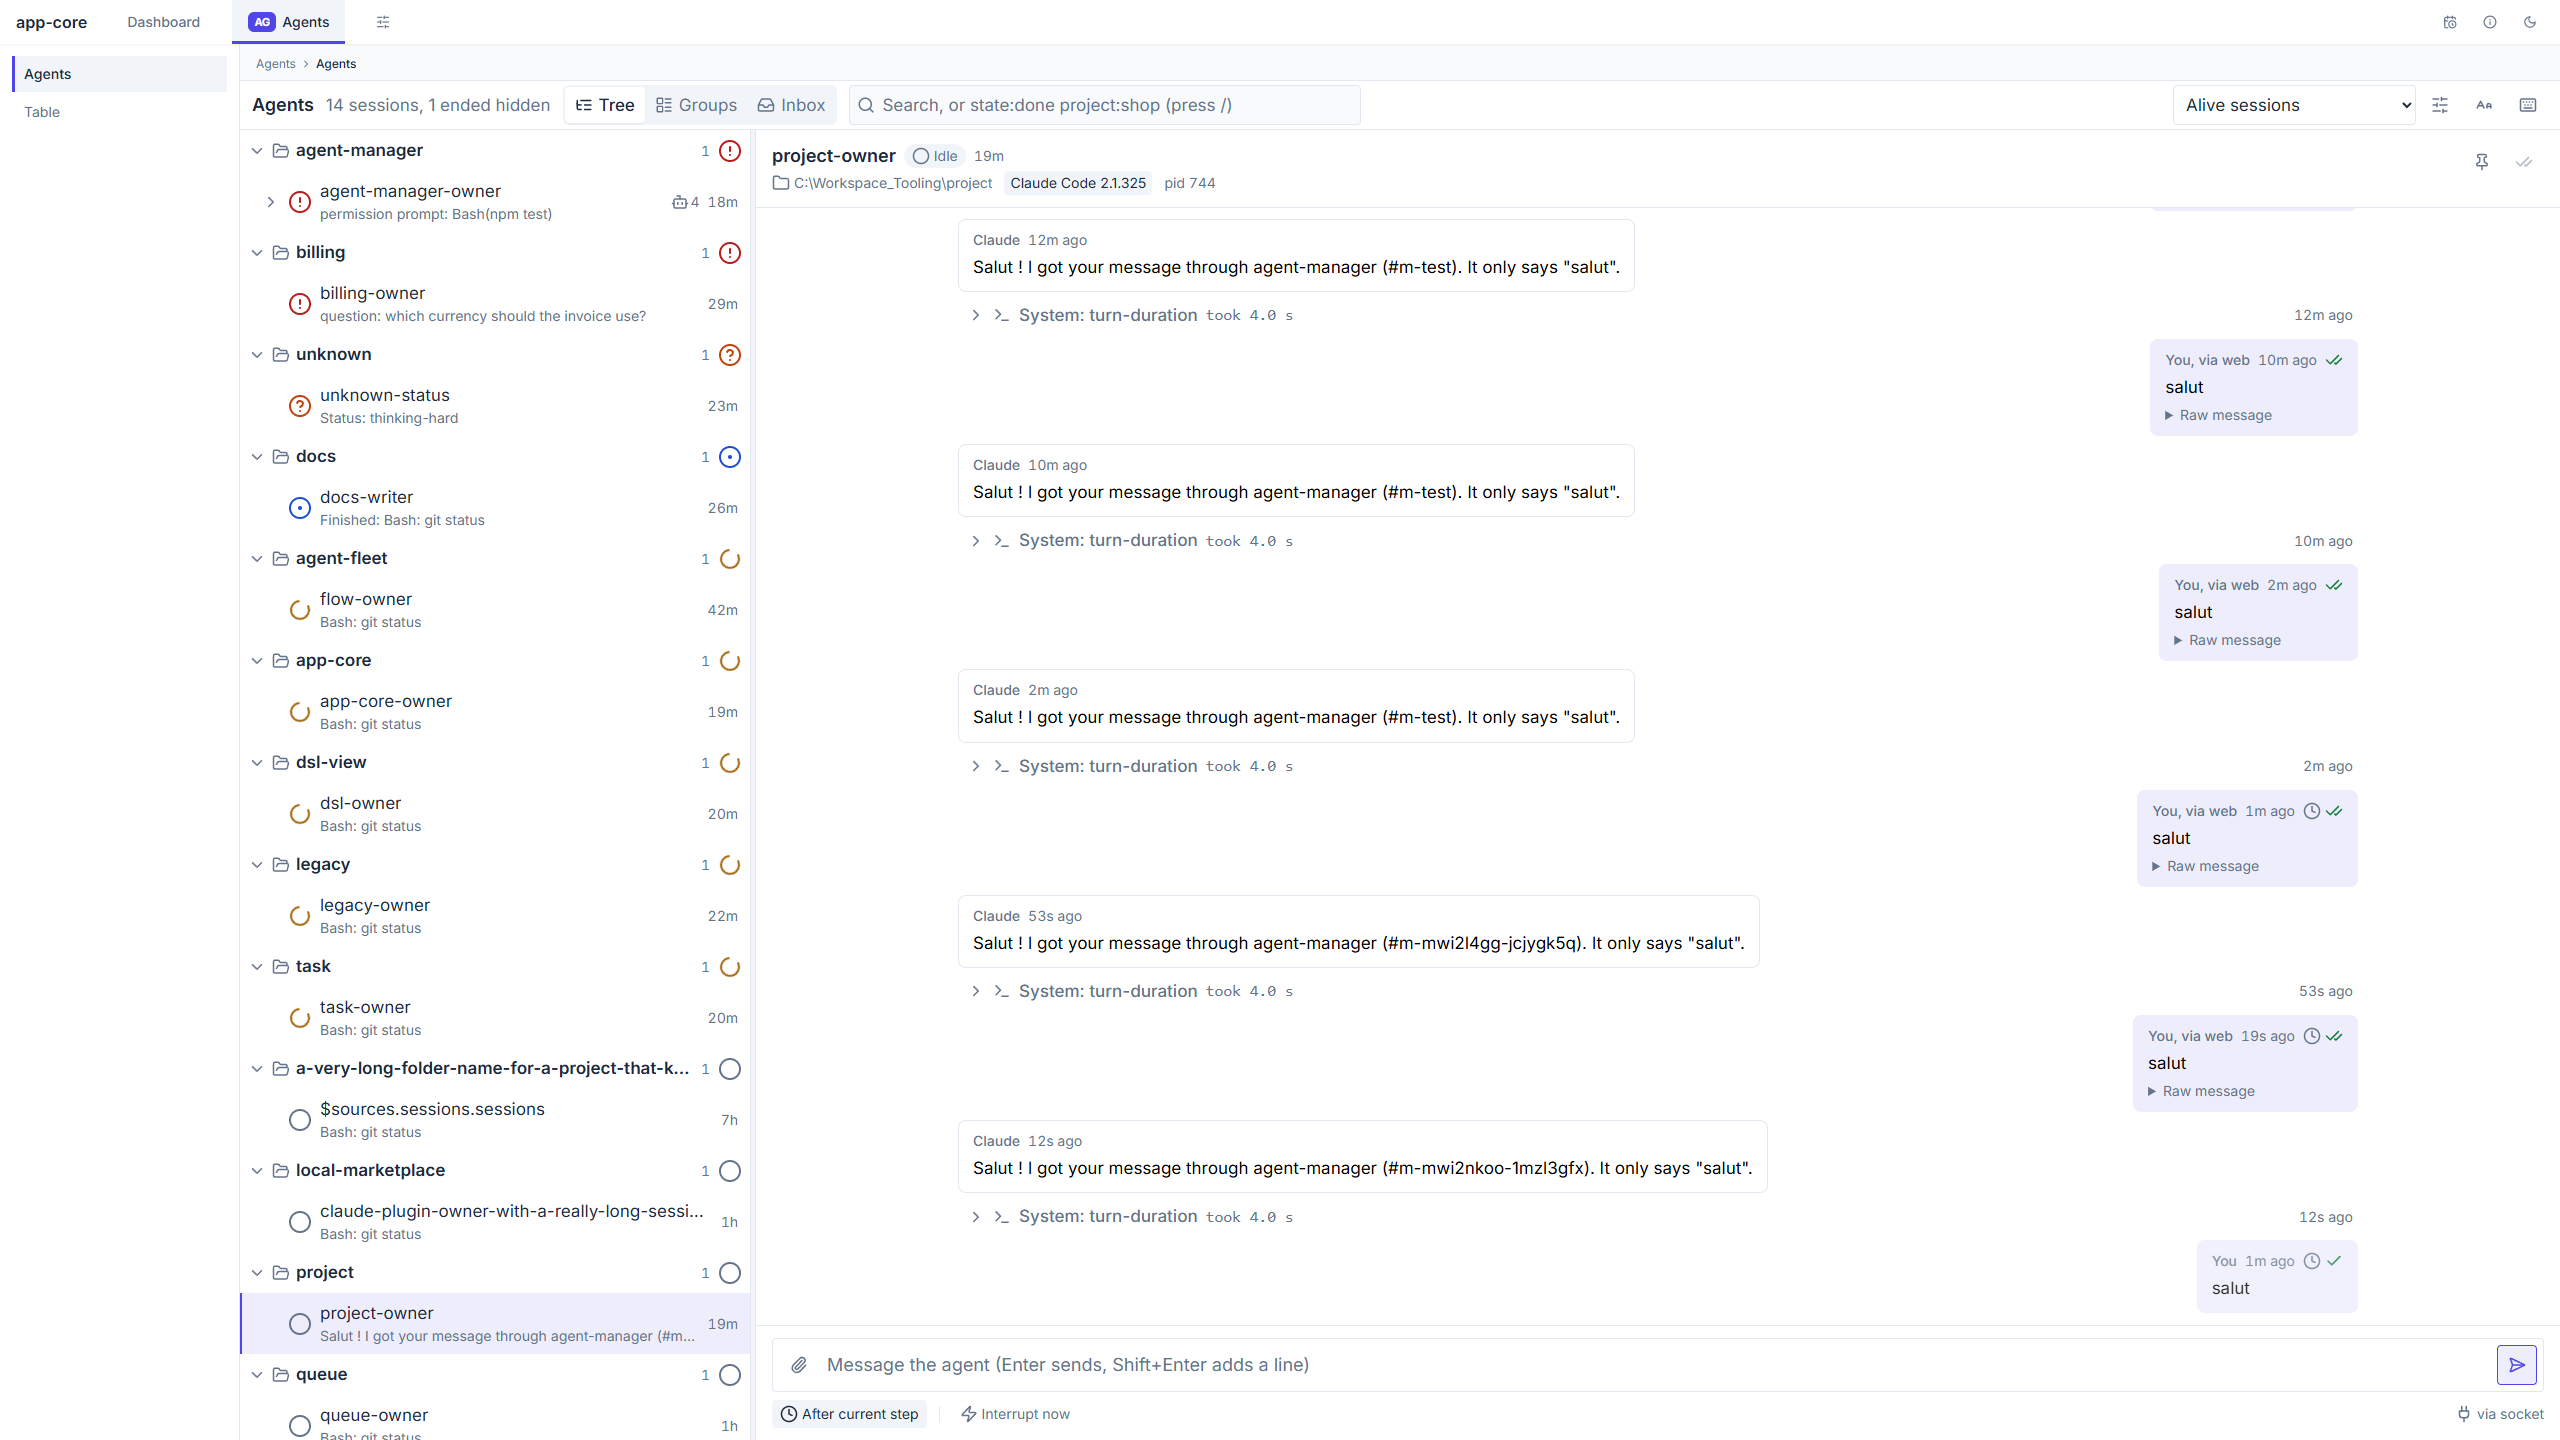 app-core
Dashboard
AG Agents
Agents
Table
Agents > Agents
Agents 14 sessions, 1 ended hidden
Tree
Groups
Inbox
Search, or state:done project:shop (press /)
Alive sessions
Aa
agent-manager 1
agent-manager-owner
permission prompt: Bash(npm test)
4 18m
billing 1
billing-owner
question: which currency should the invoice use?
29m
unknown 1
unknown-status
Status: thinking-hard
23m
docs 1
docs-writer
Finished: Bash: git status
26m
agent-fleet 1
flow-owner
Bash: git status
42m
app-core 1
app-core-owner
Bash: git status
19m
dsl-view 1
dsl-owner
Bash: git status
20m
legacy 1
legacy-owner
Bash: git status
22m
task 1
task-owner
Bash: git status
20m
a-very-long-folder-name-for-a-project-that-k... 1
$sources.sessions.sessions
Bash: git status
7h
local-marketplace 1
claude-plugin-owner-with-a-really-long-sessi...
Bash: git status
1h
project 1
project-owner
Salut ! I got your message through agent-manager (#m...
19m
queue 1
queue-owner
Bash: git status
1h
project-owner Idle 19m
C:\Workspace_Tooling\project Claude Code 2.1.325 pid 744
Claude 12m ago
Salut ! I got your message through agent-manager (#m-test). It only says "salut".
System: turn-duration took 4.0 s
12m ago
You, via web 10m ago
salut
Raw message
Claude 10m ago
Salut ! I got your message through agent-manager (#m-test). It only says "salut".
System: turn-duration took 4.0 s
10m ago
You, via web 2m ago
salut
Raw message
Claude 2m ago
Salut ! I got your message through agent-manager (#m-test). It only says "salut".
System: turn-duration took 4.0 s
2m ago
You, via web 1m ago
salut
Raw message
Claude 53s ago
Salut ! I got your message through agent-manager (#m-mwi2l4gg-jcjygk5q). It only says "salut".
System: turn-duration took 4.0 s
53s ago
You, via web 19s ago
salut
Raw message
Claude 12s ago
Salut ! I got your message through agent-manager (#m-mwi2nkoo-1mzl3gfx). It only says "salut".
System: turn-duration took 4.0 s
12s ago
You 1m ago
salut
Message the agent (Enter sends, Shift+Enter adds a line)
After current step
Interrupt now
via socket